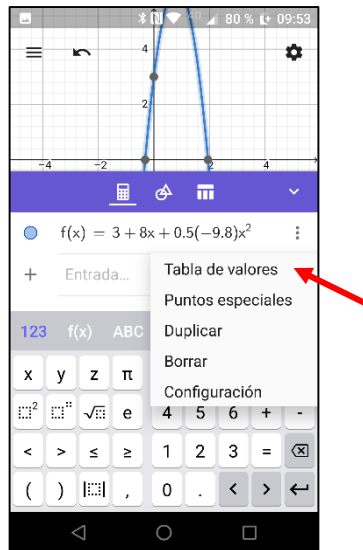 80 % 09:53
4
2
-4 -2 2 4
f(x) = 3 + 8x + 0.5(−9.8)x²
+ Entrada...
Tabla de valores
Puntos especiales
Duplicar
Borrar
Configuración
123 f(x) ABC
x y z π
² √ e 4 5 6 + -
< > ≤ ≥ 1 2 3 =
( ) | | , 0 . < >